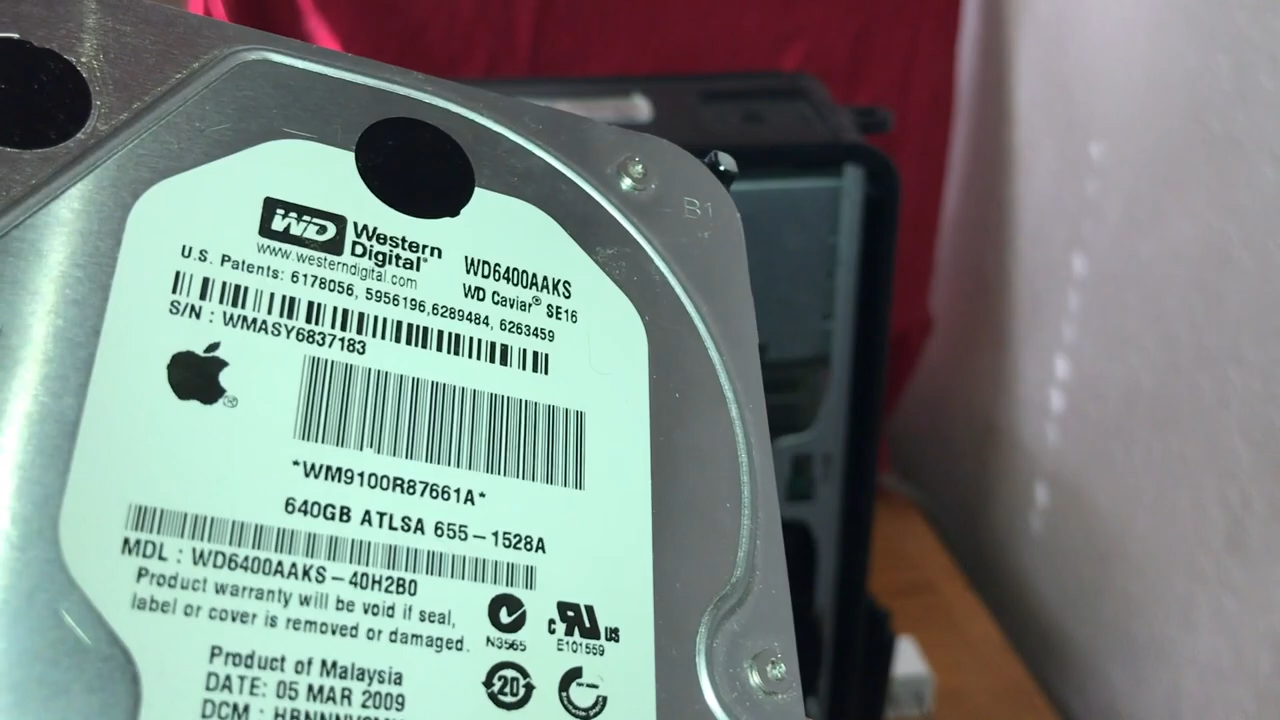 B1
WD Western Digital®
www.westerndigital.com
WD6400AAKS
WD Caviar® SE16
U.S. Patents: 6178056, 5956196,6289484, 6263459
S/N : WMASY6837183
*WM9100R87661A*
640GB ATLSA 655-1528A
MDL : WD6400AAKS-40H2B0
Product warranty will be void if seal,
label or cover is removed or damaged.
N3565
c RU US
E101559
20
Product of Malaysia
DATE: 05 MAR 2009
DCM :